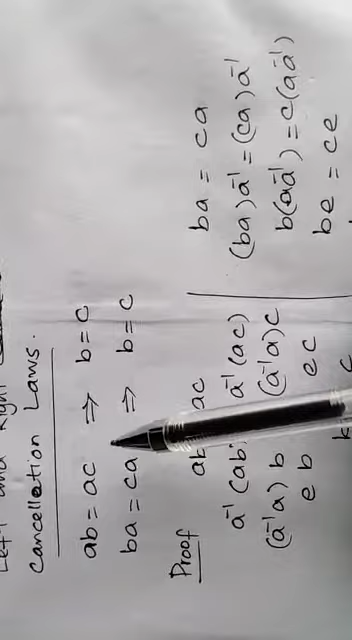 Left and Right
Cancellation Laws.
ab = ac ⇒ b = c
ba = ca ⇒ b = c
Proof
ab ac
a⁻¹(ab) a⁻¹(ac)
(a⁻¹a)b (a⁻¹a)c
eb ec
c
ba = ca
(ba)a⁻¹ = (ca)a⁻¹
b(aa⁻¹) = c(aa⁻¹)
be = ce